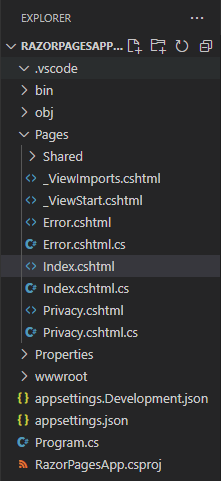 EXPLORER
RAZORPAGESAPP...
.vscode
bin
obj
Pages
Shared
_ViewImports.cshtml
_ViewStart.cshtml
Error.cshtml
Error.cshtml.cs
Index.cshtml
Index.cshtml.cs
Privacy.cshtml
Privacy.cshtml.cs
Properties
wwwroot
appsettings.Development.json
appsettings.json
Program.cs
RazorPagesApp.csproj